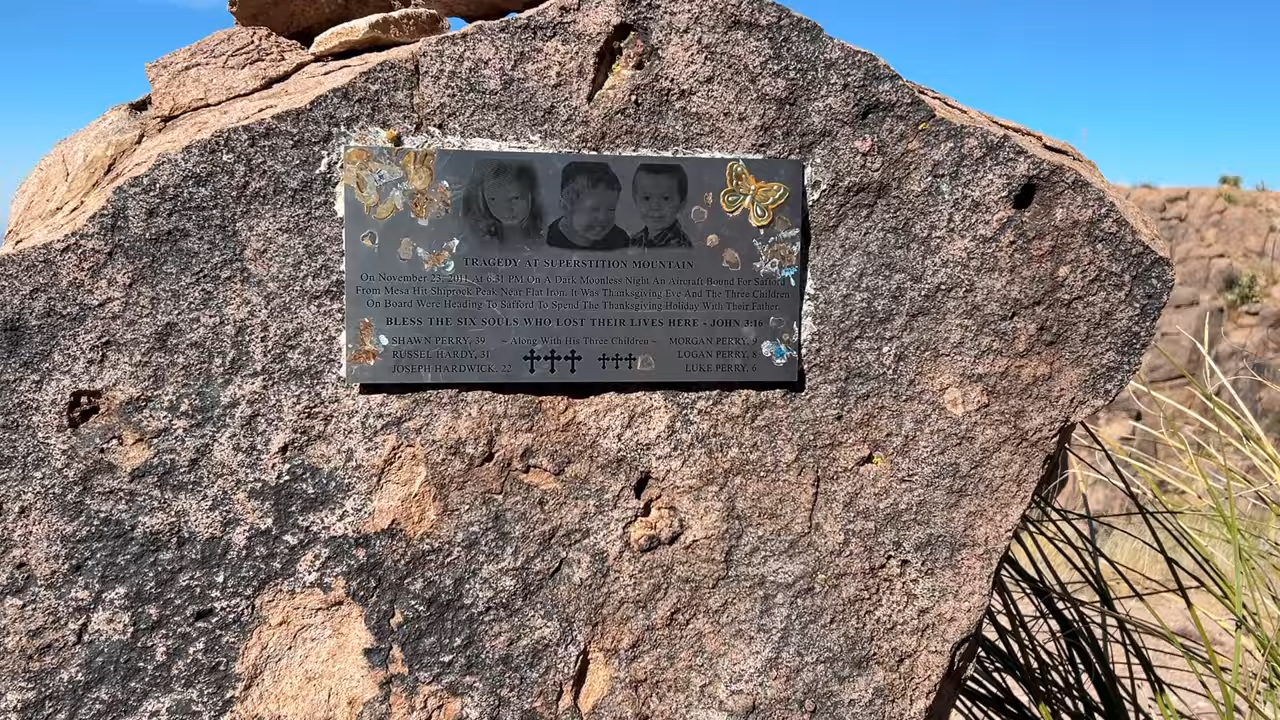 TRAGEDY AT SUPERSTITION MOUNTAIN
On November 23, 2011 At 6:31 PM On A Dark Moonless Night An Aircraft Bound For Safford
From Mesa Hit Shiprock Peak Near Flat Iron. It Was Thanksgiving Eve And The Three Children
On Board Were Heading To Safford To Spend The Thanksgiving Holiday With Their Father.
BLESS THE SIX SOULS WHO LOST THEIR LIVES HERE - JOHN 3:16
SHAWN PERRY, 39 ~ Along With His Three Children ~ MORGAN PERRY, 9
RUSSEL HARDY, 31 LOGAN PERRY, 8
JOSEPH HARDWICK, 22 LUKE PERRY, 6